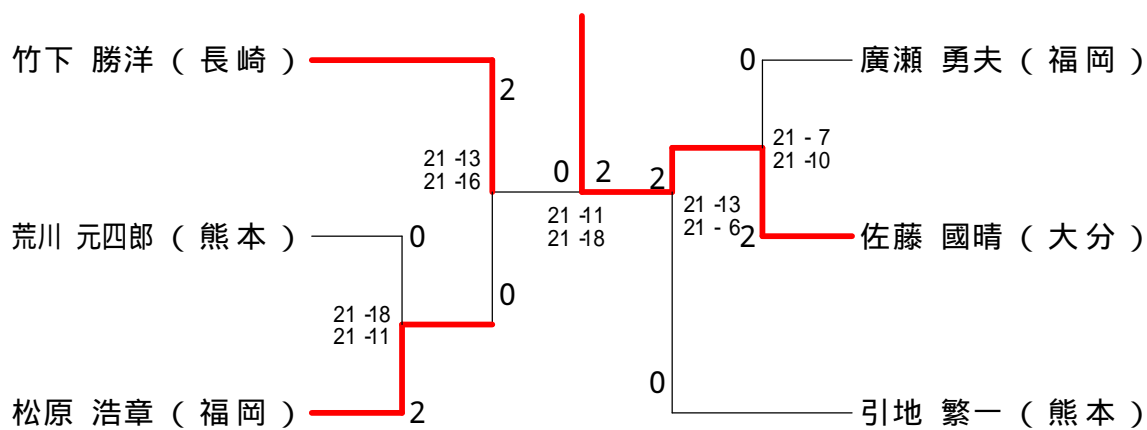 竹下 勝洋 ( 長崎 )
2
21 -13
21 -16
荒川 元四郎 ( 熊本 )
0
0
21 -18
21 -11
松原 浩章 ( 福岡 )
2
0 2
21 -11
21 -18
0
廣瀬 勇夫 ( 福岡 )
21 - 7
21 -10
2
21 -13
21 - 6
2
佐藤 國晴 ( 大分 )
0
引地 繁一 ( 熊本 )